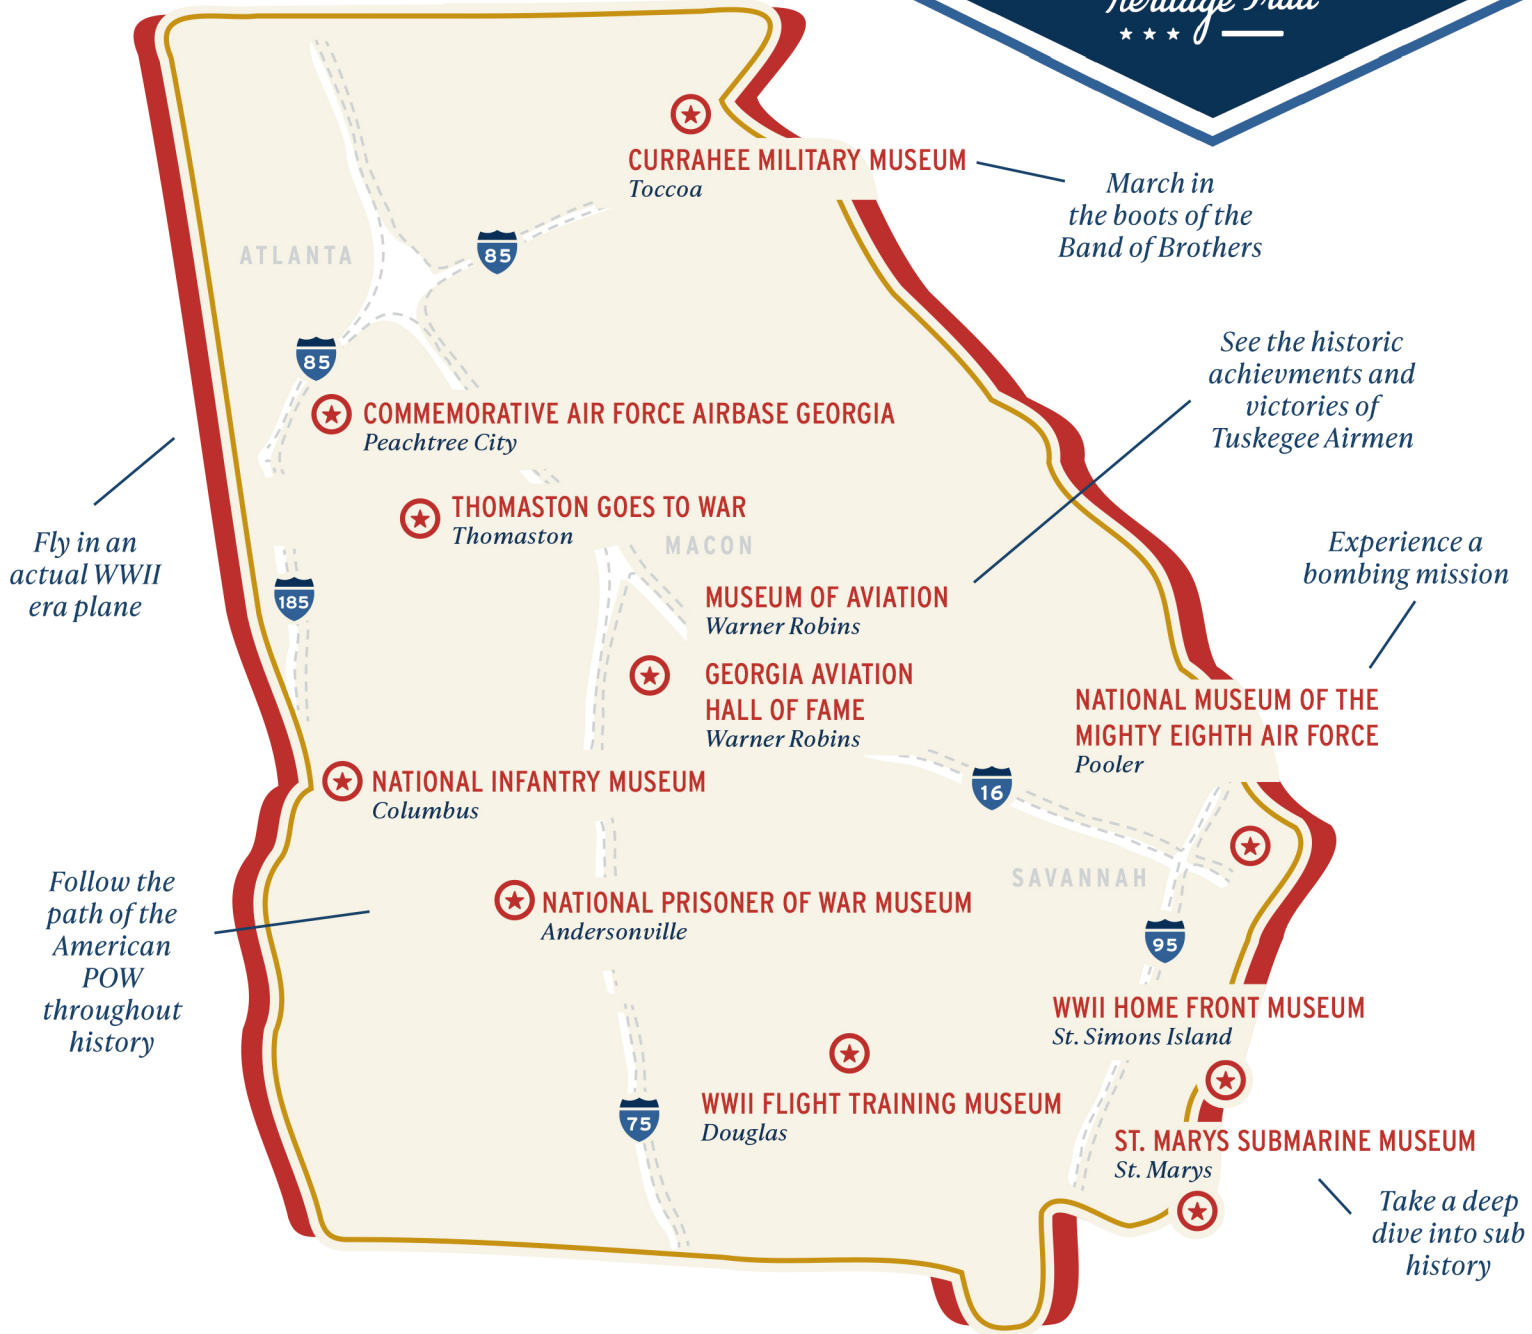 Heritage Trail
CURRAHEE MILITARY MUSEUM
Toccoa
March in
the boots of the
Band of Brothers
ATLANTA
85
See the historic
achievments and
victories of
Tuskegee Airmen
85
COMMEMORATIVE AIR FORCE AIRBASE GEORGIA
Peachtree City
THOMASTON GOES TO WAR
Thomaston
MACON
Fly in an
actual WWII
era plane
Experience a
bombing mission
185
MUSEUM OF AVIATION
Warner Robins
GEORGIA AVIATION
HALL OF FAME
Warner Robins
NATIONAL MUSEUM OF THE
MIGHTY EIGHTH AIR FORCE
Pooler
NATIONAL INFANTRY MUSEUM
Columbus
16
SAVANNAH
Follow the
path of the
American
POW
throughout
history
NATIONAL PRISONER OF WAR MUSEUM
Andersonville
95
WWII HOME FRONT MUSEUM
St. Simons Island
75
WWII FLIGHT TRAINING MUSEUM
Douglas
ST. MARYS SUBMARINE MUSEUM
St. Marys
Take a deep
dive into sub
history